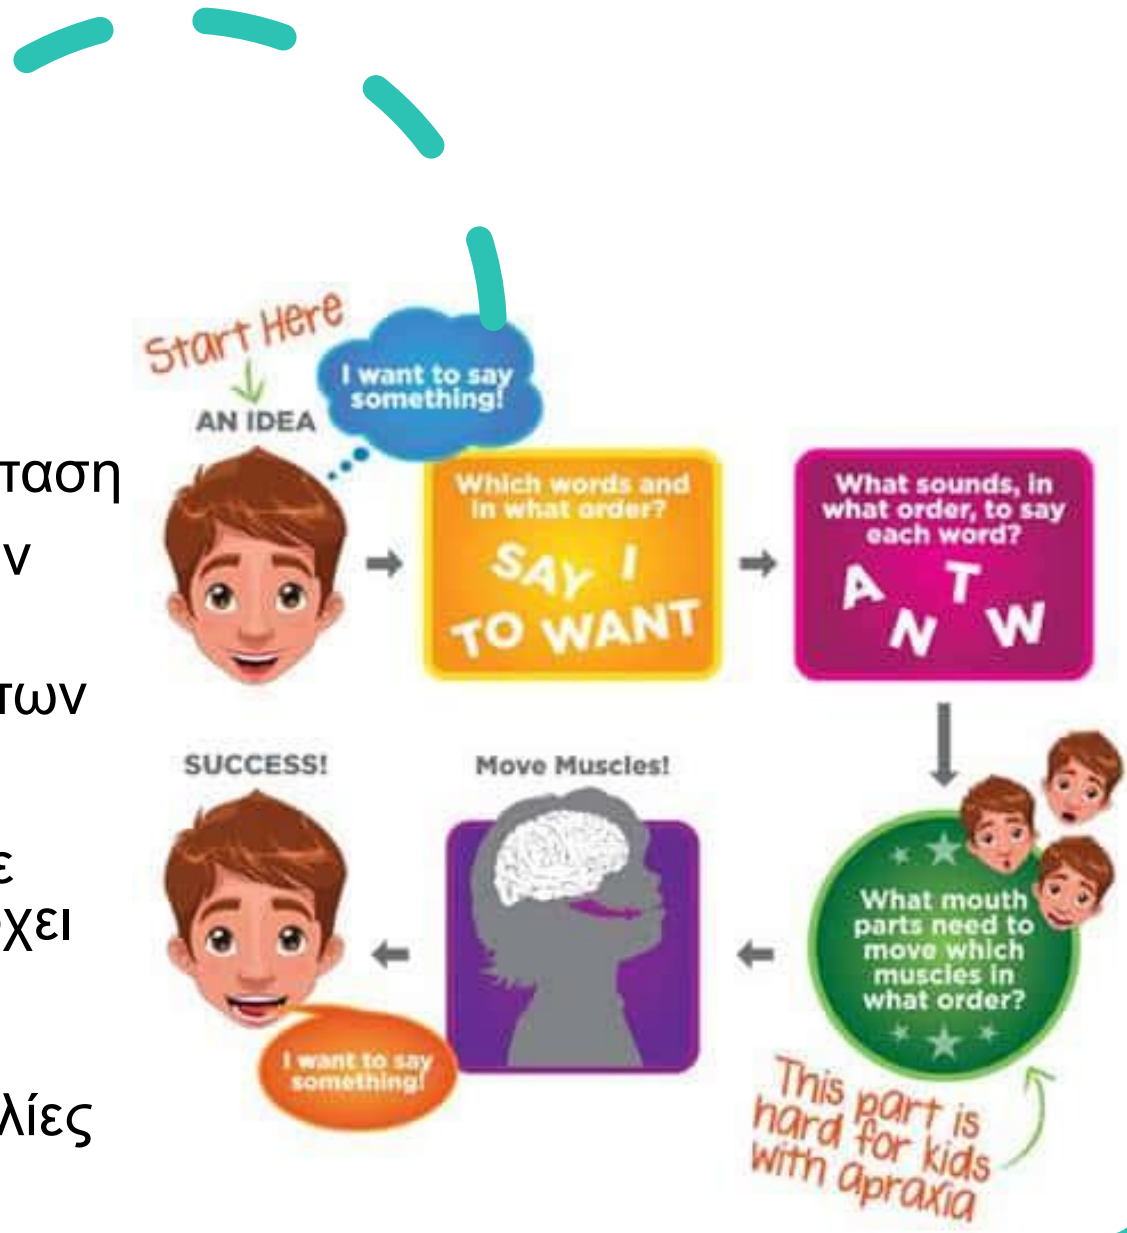 Start Here
AN IDEA
I want to say
something!
Which words and
in what order?
SAY I
TO WANT
What sounds, in
what order, to say
each word?
A T
N W
What mouth
parts need to
move which
muscles in
what order?
This part is
hard for kids
with apraxia
Move Muscles!
SUCCESS!
I want to say
something!
ταση
ν
των
ε
χει
λίες